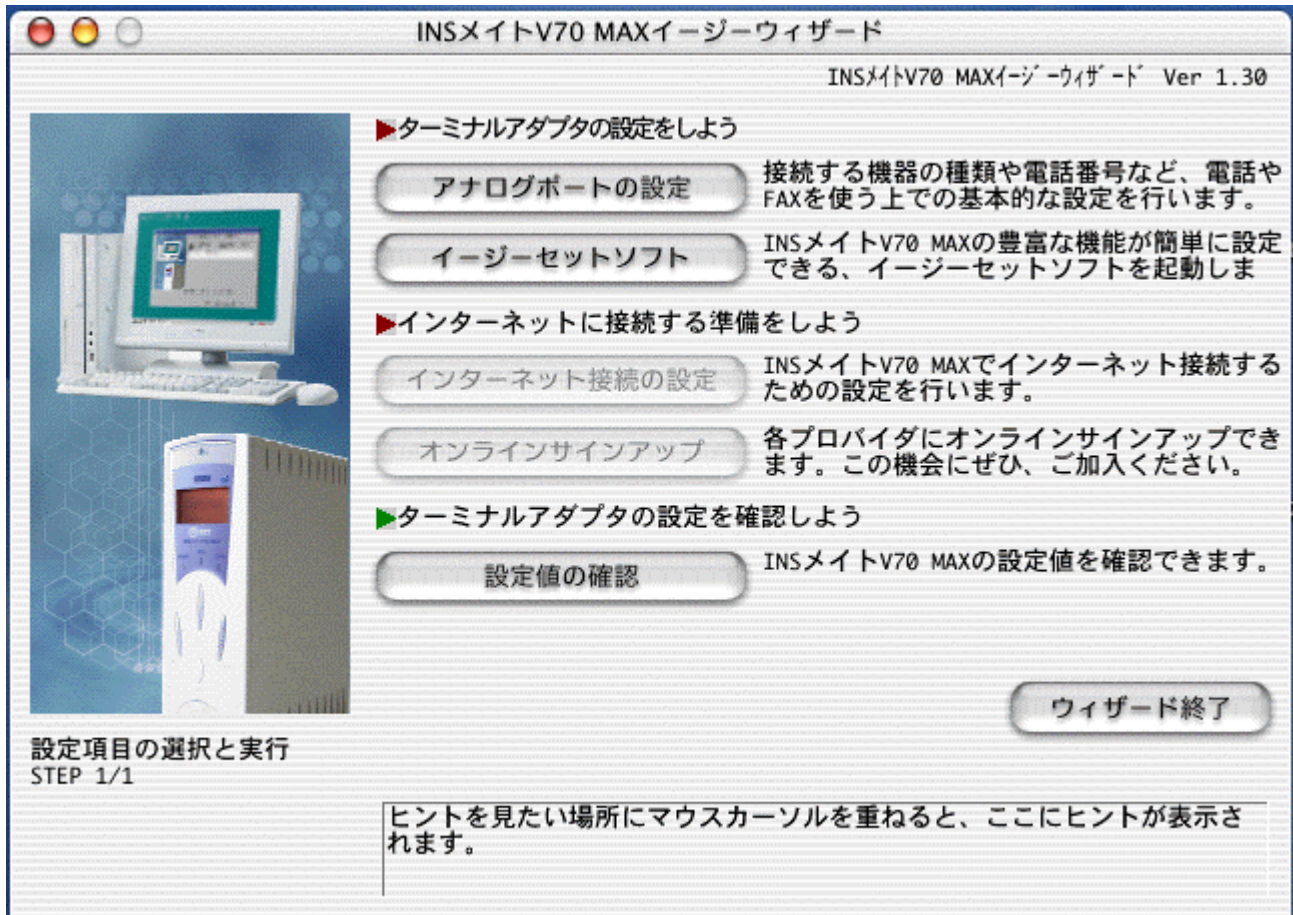 INSメイトV70 MAXイージーウィザード
INSﾒｲﾄV70 MAXｲｰｼﾞｰｳｨｻﾞｰﾄﾞ Ver 1.30
▶ターミナルアダプタの設定をしよう
アナログポートの設定
接続する機器の種類や電話番号など、電話や
FAXを使う上での基本的な設定を行います。
イージーセットソフト
INSメイトV70 MAXの豊富な機能が簡単に設定
できる、イージーセットソフトを起動しま
▶インターネットに接続する準備をしよう
インターネット接続の設定
INSメイトV70 MAXでインターネット接続する
ための設定を行います。
オンラインサインアップ
各プロバイダにオンラインサインアップでき
ます。この機会にぜひ、ご加入ください。
▶ターミナルアダプタの設定を確認しよう
設定値の確認
INSメイトV70 MAXの設定値を確認できます。
ウィザード終了
設定項目の選択と実行
STEP 1/1
ヒントを見たい場所にマウスカーソルを重ねると、ここにヒントが表示さ
れます。